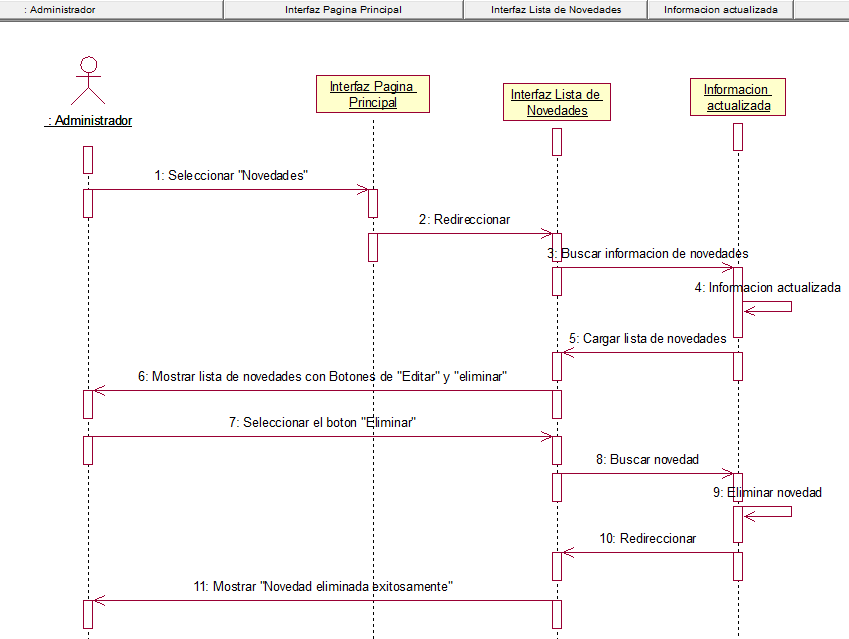 : Administrador
Interfaz Pagina Principal
Interfaz Lista de Novedades
Informacion actualizada
: Administrador
Interfaz Pagina
Principal
Interfaz Lista de
Novedades
Informacion
actualizada
1: Seleccionar "Novedades"
2: Redireccionar
3: Buscar informacion de novedades
4: Informacion actualizada
5: Cargar lista de novedades
6: Mostrar lista de novedades con Botones de "Editar" y "eliminar"
7: Seleccionar el boton "Eliminar"
8: Buscar novedad
9: Eliminar novedad
10: Redireccionar
11: Mostrar "Novedad eliminada exitosamente"